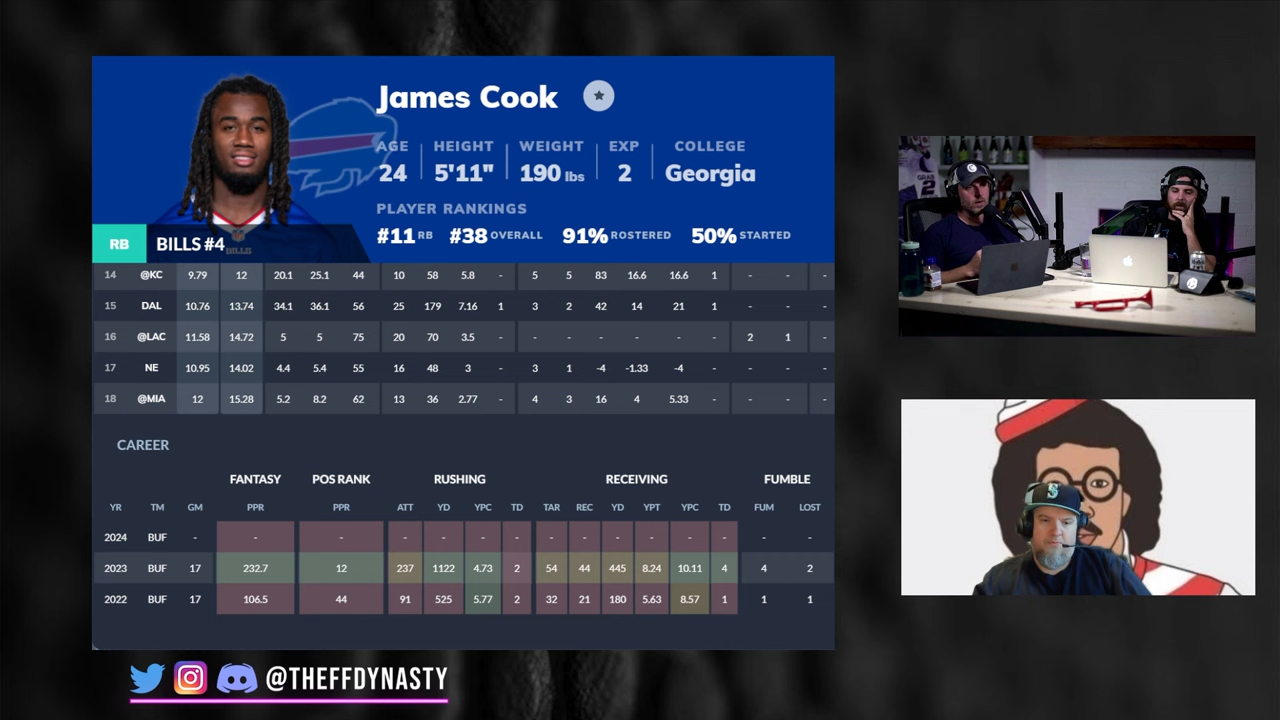 James Cook
AGE HEIGHT WEIGHT EXP COLLEGE
24 5'11" 190 lbs 2 Georgia
PLAYER RANKINGS
#11 RB #38 OVERALL 91% ROSTERED 50% STARTED
RB BILLS #4
BILLS
14 @KC 9.79 12 20.1 25.1 44 10 58 5.8 - 5 5 83 16.6 16.6 1 - - -
15 DAL 10.76 13.74 34.1 36.1 56 25 179 7.16 1 3 2 42 14 21 1 - - -
16 @LAC 11.58 14.72 5 5 75 20 70 3.5 - - - - - - - 2 1 -
17 NE 10.95 14.02 4.4 5.4 55 16 48 3 - 3 1 -4 -1.33 -4 - - - -
18 @MIA 12 15.28 5.2 8.2 62 13 36 2.77 - 4 3 16 4 5.33 - - - -
CAREER
FANTASY POS RANK RUSHING RECEIVING FUMBLE
YR TM GM PPR PPR ATT YD YPC TD TAR REC YD YPT YPC TD FUM LOST
2024 BUF - - - - - - - - - - - - - - -
2023 BUF 17 232.7 12 237 1122 4.73 2 54 44 445 8.24 10.11 4 4 2
2022 BUF 17 106.5 44 91 525 5.77 2 32 21 180 5.63 8.57 1 1 1
@THEFFDYNASTY